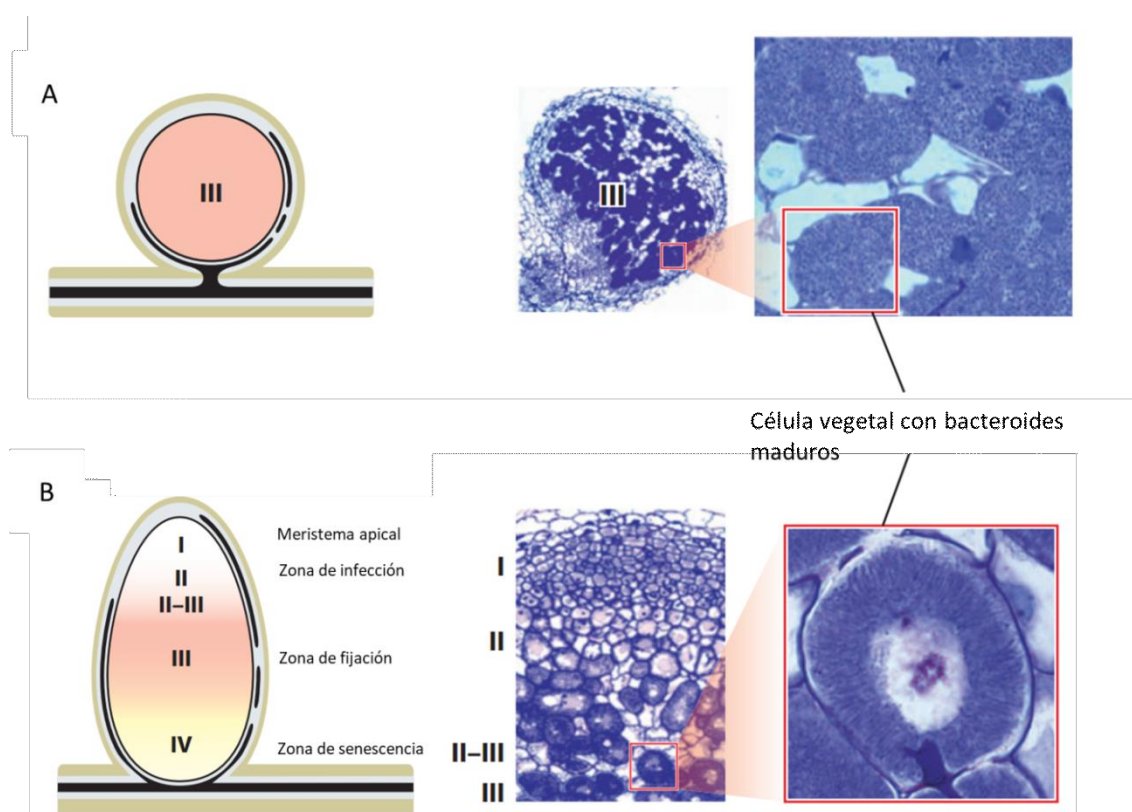 A
III
III
Célula vegetal con bacteroides
maduros
B
I
II
II–III
III
IV
Meristema apical
Zona de infección
Zona de fijación
Zona de senescencia
I
II
II–III
III